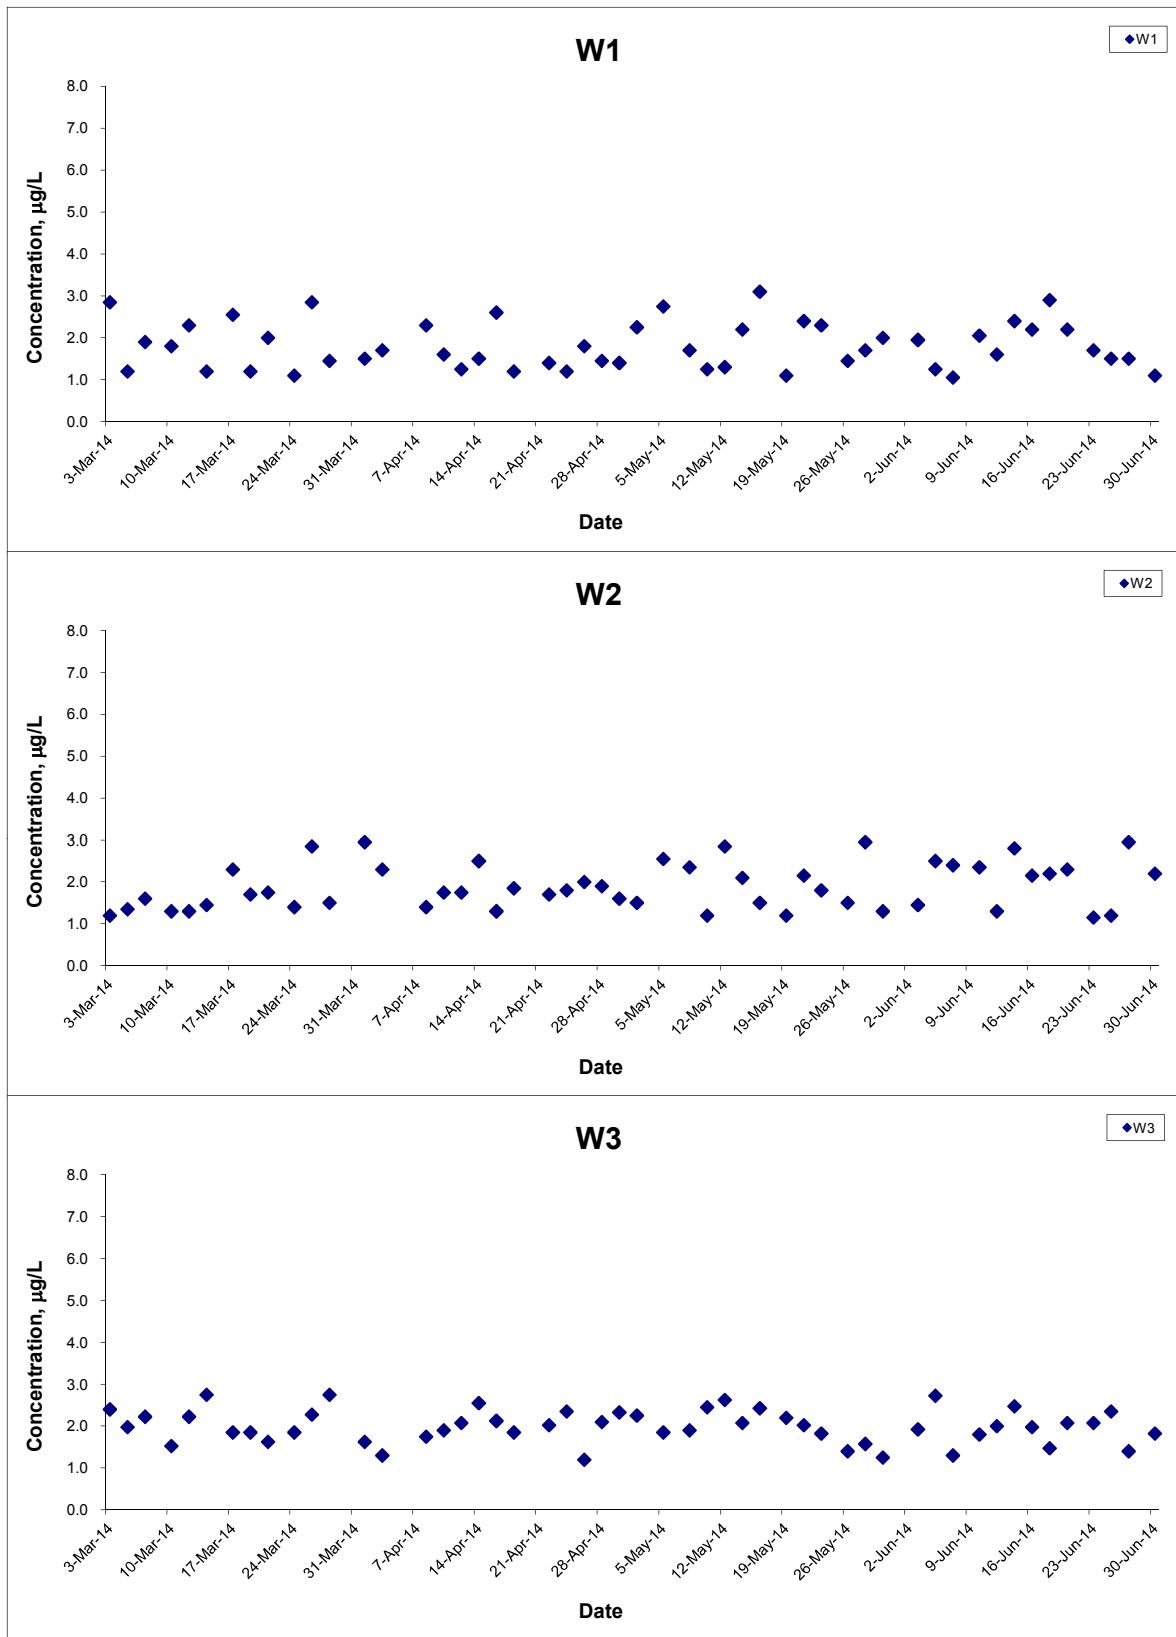 W1
W1
8.0
7.0
6.0
5.0
4.0
3.0
2.0
1.0
0.0
Concentration, µg/L
3-Mar-14
10-Mar-14
17-Mar-14
24-Mar-14
31-Mar-14
7-Apr-14
14-Apr-14
21-Apr-14
28-Apr-14
5-May-14
12-May-14
19-May-14
26-May-14
2-Jun-14
9-Jun-14
16-Jun-14
23-Jun-14
30-Jun-14
Date
W2
W2
8.0
7.0
6.0
5.0
4.0
3.0
2.0
1.0
0.0
Concentration, µg/L
3-Mar-14
10-Mar-14
17-Mar-14
24-Mar-14
31-Mar-14
7-Apr-14
14-Apr-14
21-Apr-14
28-Apr-14
5-May-14
12-May-14
19-May-14
26-May-14
2-Jun-14
9-Jun-14
16-Jun-14
23-Jun-14
30-Jun-14
Date
W3
W3
8.0
7.0
6.0
5.0
4.0
3.0
2.0
1.0
0.0
Concentration, µg/L
3-Mar-14
10-Mar-14
17-Mar-14
24-Mar-14
31-Mar-14
7-Apr-14
14-Apr-14
21-Apr-14
28-Apr-14
5-May-14
12-May-14
19-May-14
26-May-14
2-Jun-14
9-Jun-14
16-Jun-14
23-Jun-14
30-Jun-14
Date